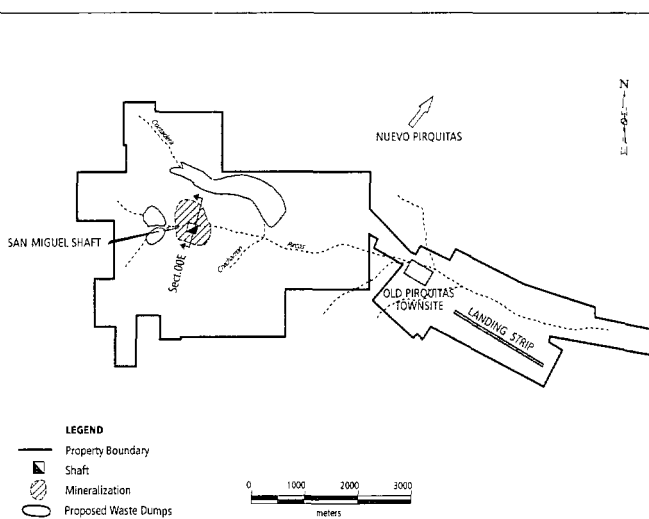 N
NUEVO PIRQUITAS
SAN MIGUEL SHAFT
Sect.00E
OLD PIRQUITAS
TOWNSITE
LANDING STRIP
LEGEND
Property Boundary
Shaft
Mineralization
Proposed Waste Dumps
0 1000 2000 3000
meters